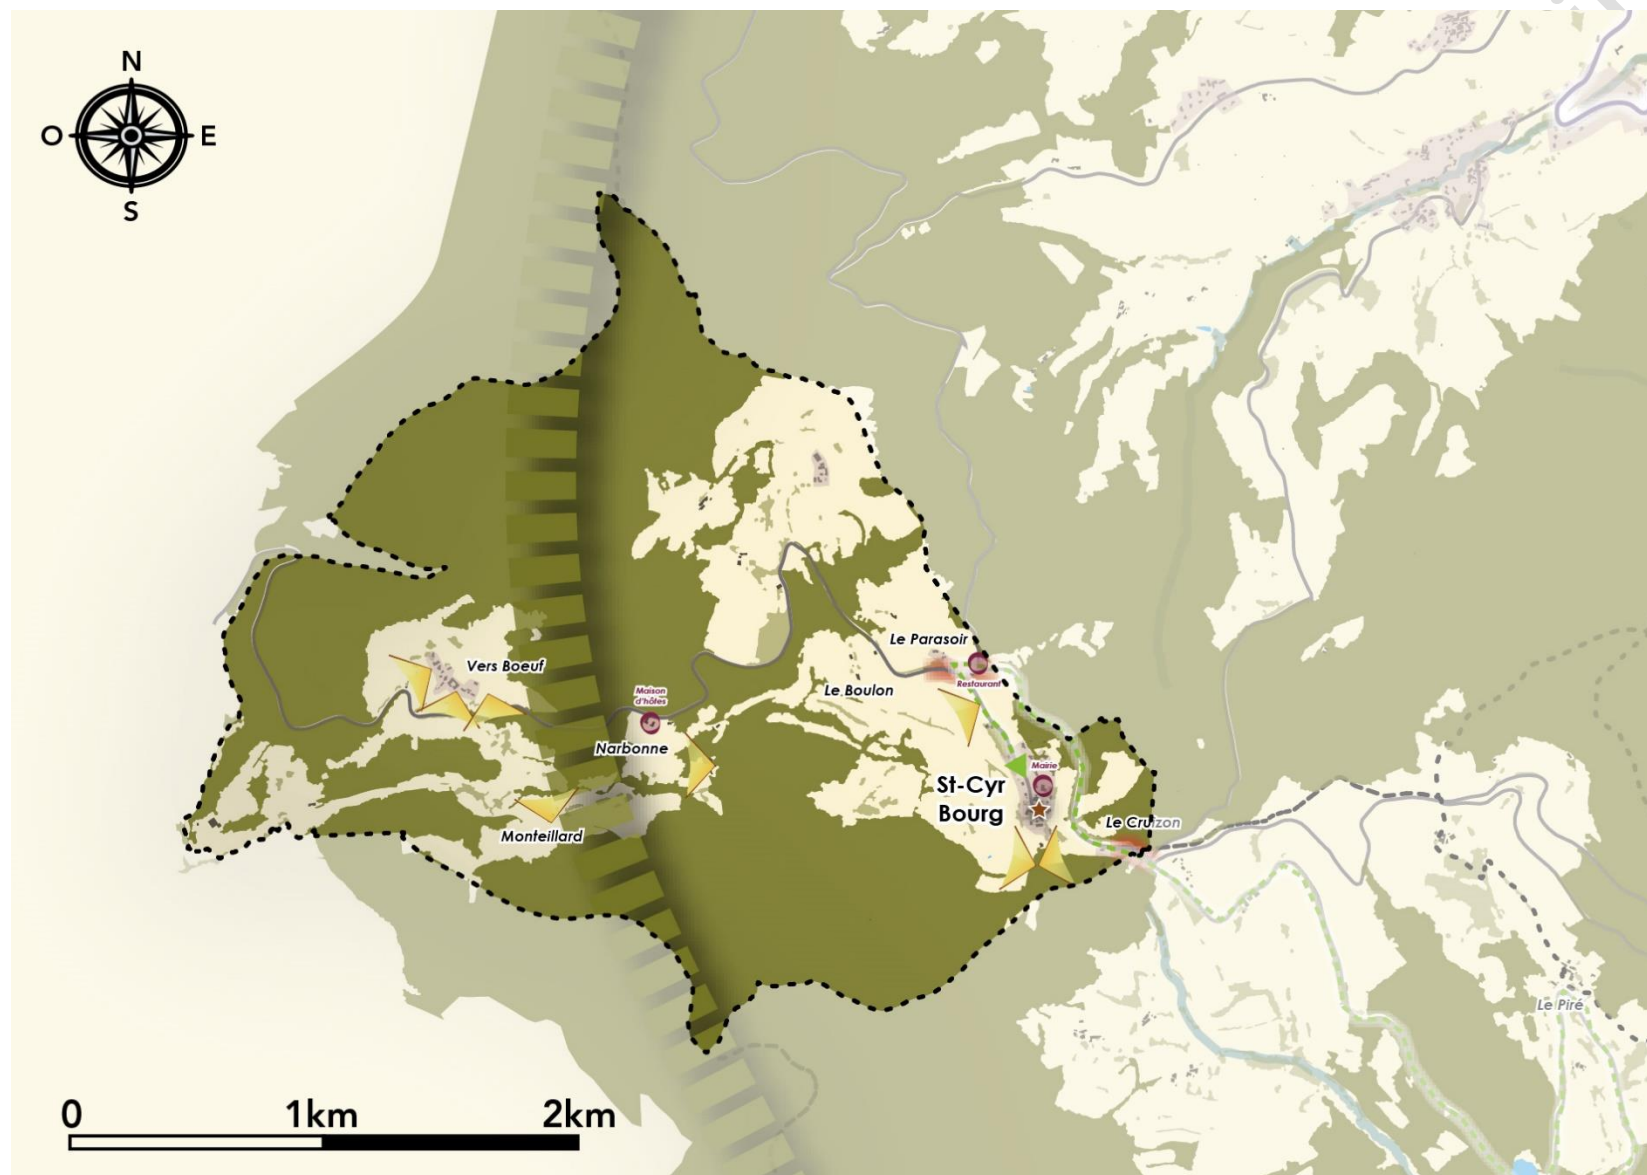 N
O
E
S
Le Parasoir
Vers Boeuf
Restaurant
Maison
d'hôtes
Le Boulon
Narbonne
Mairie
St-Cyr
Bourg
Le Cruizon
Monteillard
Le Piré
0
1km
2km